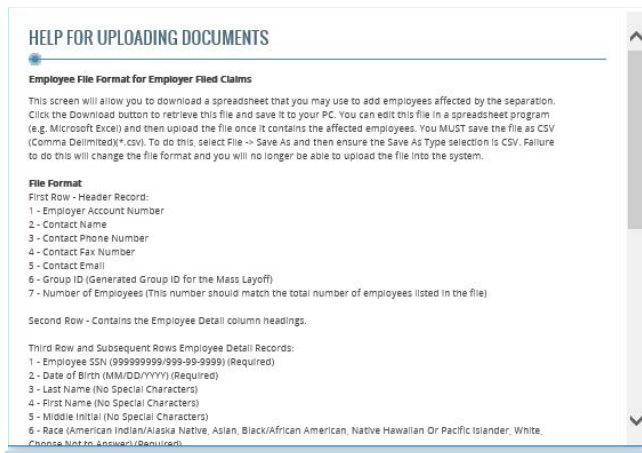 HELP FOR UPLOADING DOCUMENTS
Employee File Format for Employer Filed Claims
This screen will allow you to download a spreadsheet that you may use to add employees affected by the separation.
Click the Download button to retrieve this file and save it to your PC. You can edit this file in a spreadsheet program
(e.g. Microsoft Excel) and then upload the file once it contains the affected employees. You MUST save the file as CSV
(Comma Delimited)(*.csv). To do this, select File -> Save As and then ensure the Save As Type selection is CSV. Failure
to do this will change the file format and you will no longer be able to upload the file into the system.
File Format
First Row - Header Record:
1 - Employer Account Number
2 - Contact Name
3 - Contact Phone Number
4 - Contact Fax Number
5 - Contact Email
6 - Group ID (Generated Group ID for the Mass Layoff)
7 - Number of Employees (This number should match the total number of employees listed in the file)
Second Row - Contains the Employee Detail column headings.
Third Row and Subsequent Rows Employee Detail Records:
1 - Employee SSN (999999999/999-99-9999) (Required)
2 - Date of Birth (MM/DD/YYYY) (Required)
3 - Last Name (No Special Characters)
4 - First Name (No Special Characters)
5 - Middle Initial (No Special Characters)
6 - Race (American Indian/Alaska Native, Asian, Black/African American, Native Hawaiian Or Pacific Islander, White,
Choose Not to Answer) (Required)